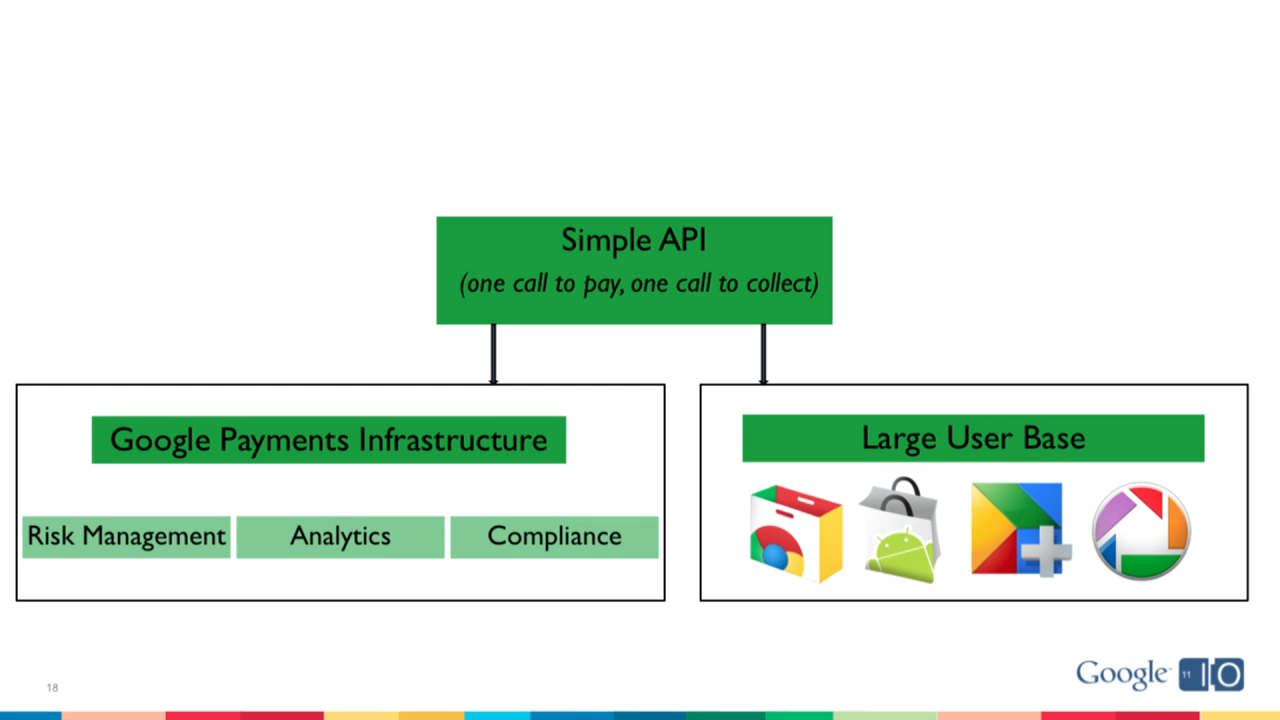 Simple API
(one call to pay, one call to collect)
Google Payments Infrastructure
Large User Base
Risk Management
Analytics
Compliance
18
Google 11 IO